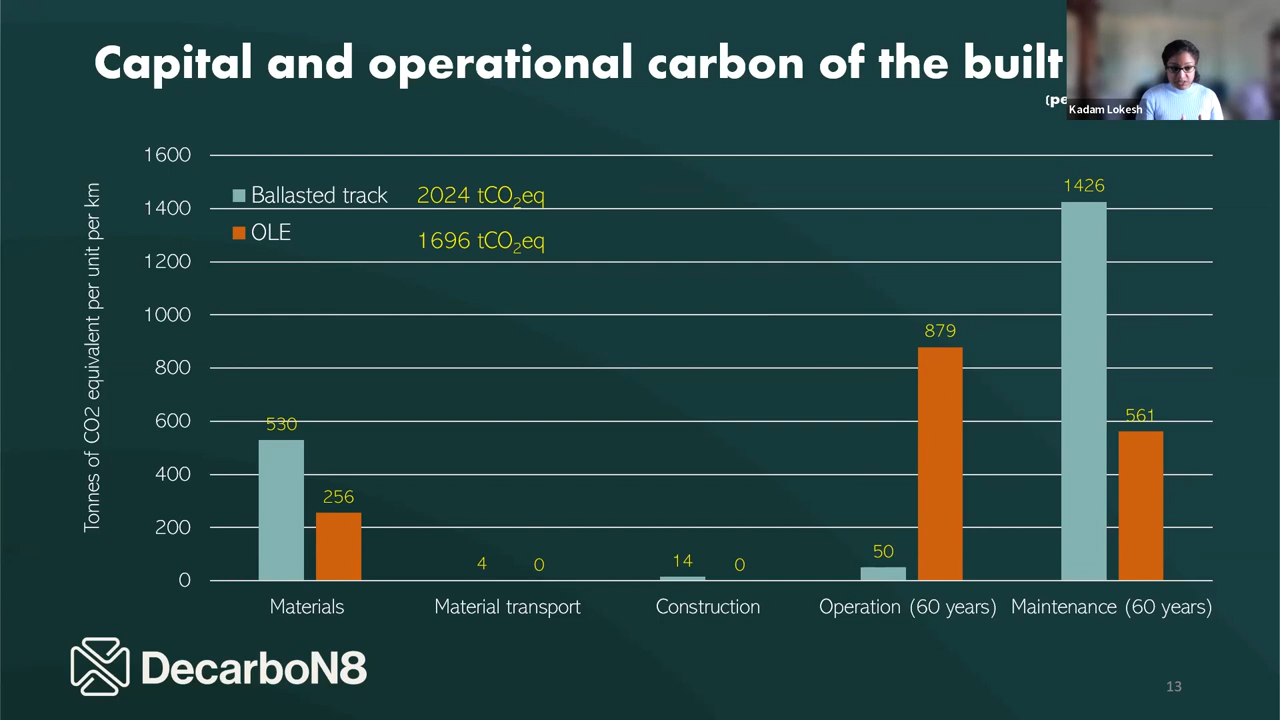 Capital and operational carbon of the built
Kadam Lokesh
1600
1400
1200
1000
800
600
400
200
0
Tonnes of CO2 equivalent per unit per km
Ballasted track 2024 tCO₂eq
OLE 1696 tCO₂eq
530
256
4
0
14
0
50
879
1426
561
Materials
Material transport
Construction
Operation (60 years)
Maintenance (60 years)
DecarboN8
13